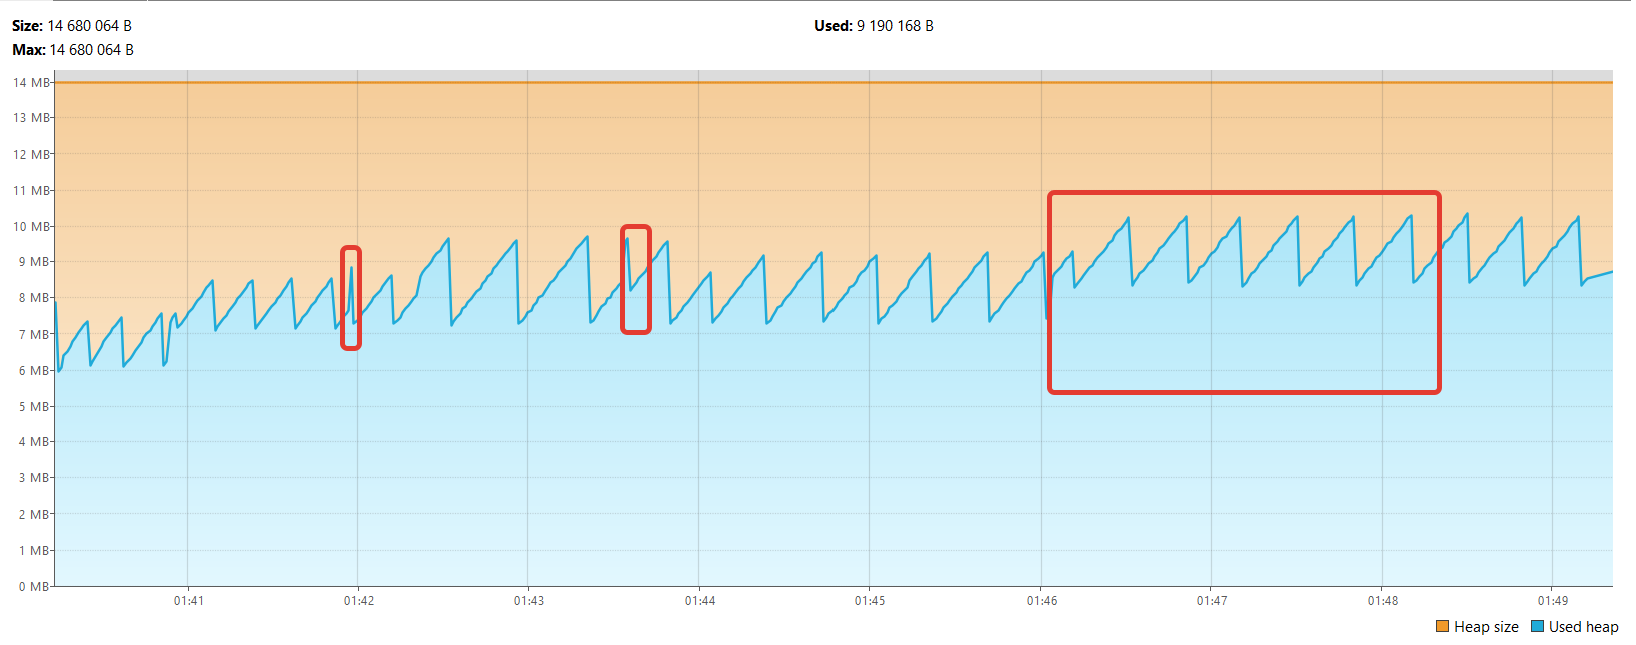 Size: 14 680 064 B
Used: 9 190 168 B
Max: 14 680 064 B
14 MB
13 MB
12 MB
11 MB
10 MB
9 MB
8 MB
7 MB
6 MB
5 MB
4 MB
3 MB
2 MB
1 MB
0 MB
01:41 01:42 01:43 01:44 01:45 01:46 01:47 01:48 01:49
Heap size Used heap